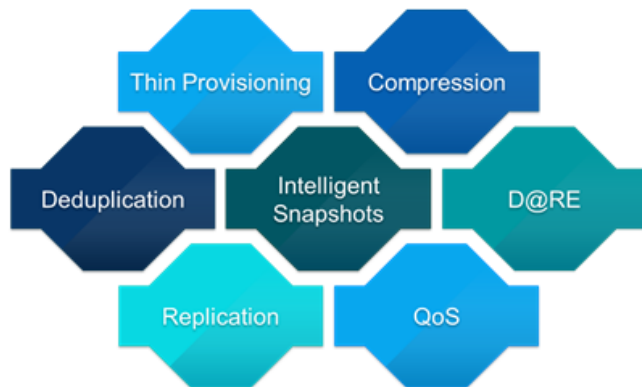 Thin Provisioning
Compression
Deduplication
Intelligent
Snapshots
D@RE
Replication
QoS